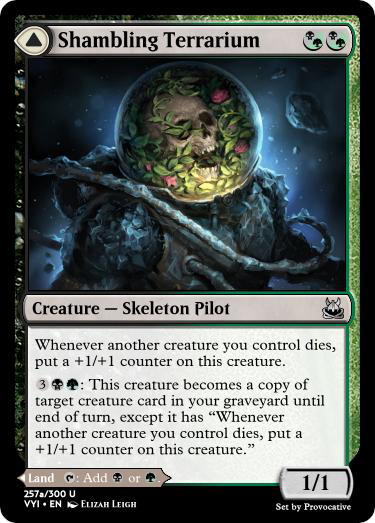 Shambling Terrarium
Creature — Skeleton Pilot
Whenever another creature you control dies,
put a +1/+1 counter on this creature.
3: This creature becomes a copy of
target creature card in your graveyard until
end of turn, except it has “Whenever
another creature you control dies, put a
+1/+1 counter on this creature.”
Land : Add or .
1/1
257a/300 U
VYI • EN Elizah Leigh
Set by Provocative